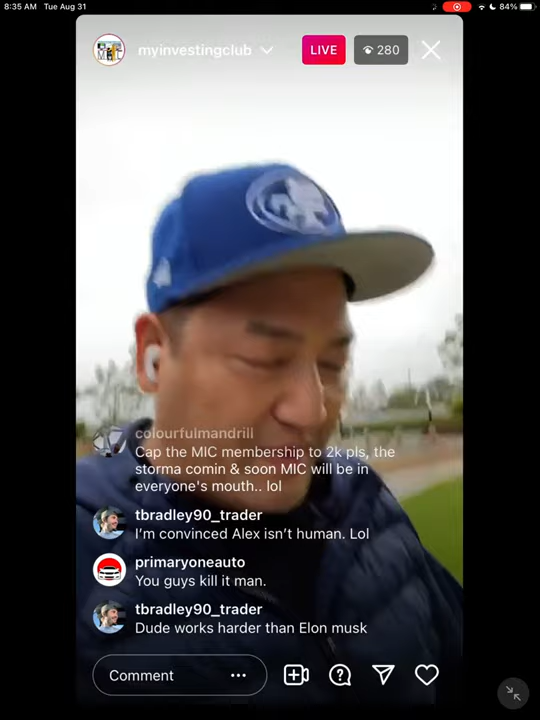 8:35 AM Tue Aug 31
84%
myinvestingclub
LIVE
280
colourfulmandrill
Cap the MIC membership to 2k pls, the
storma comin & soon MIC will be in
everyone's mouth.. lol
tbradley90_trader
I'm convinced Alex isn't human. Lol
primaryoneauto
You guys kill it man.
tbradley90_trader
Dude works harder than Elon musk
Comment